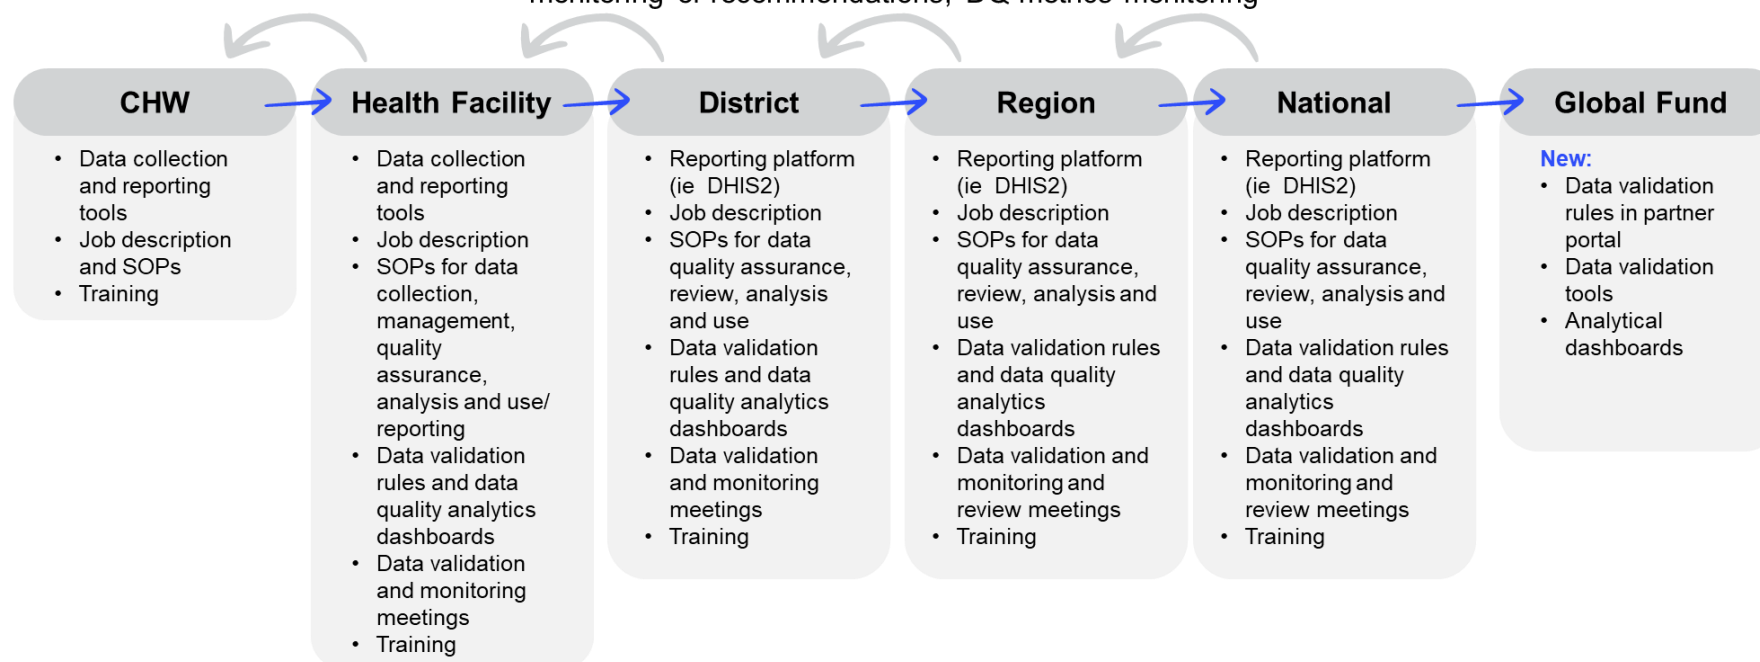 monitoring of recommendations, DQ metrics monitoring
CHW
• Data collection
and reporting
tools
• Job description
and SOPs
• Training
Health Facility
• Data collection
and reporting
tools
• Job description
• SOPs for data
collection,
management,
quality
assurance,
analysis and use/
reporting
• Data validation
rules and data
quality analytics
dashboards
• Data validation
and monitoring
meetings
• Training
District
• Reporting platform
(ie DHIS2)
• Job description
• SOPs for data
quality assurance,
review, analysis
and use
• Data validation
rules and data
quality analytics
dashboards
• Data validation
and monitoring
meetings
• Training
Region
• Reporting platform
(ie DHIS2)
• Job description
• SOPs for data
quality assurance,
review, analysis and
use
• Data validation rules
and data quality
analytics
dashboards
• Data validation and
monitoring and
review meetings
• Training
National
• Reporting platform
(ie DHIS2)
• Job description
• SOPs for data
quality assurance,
review, analysis and
use
• Data validation rules
and data quality
analytics
dashboards
• Data validation and
monitoring and
review meetings
• Training
Global Fund
New:
• Data validation
rules in partner
portal
• Data validation
tools
• Analytical
dashboards